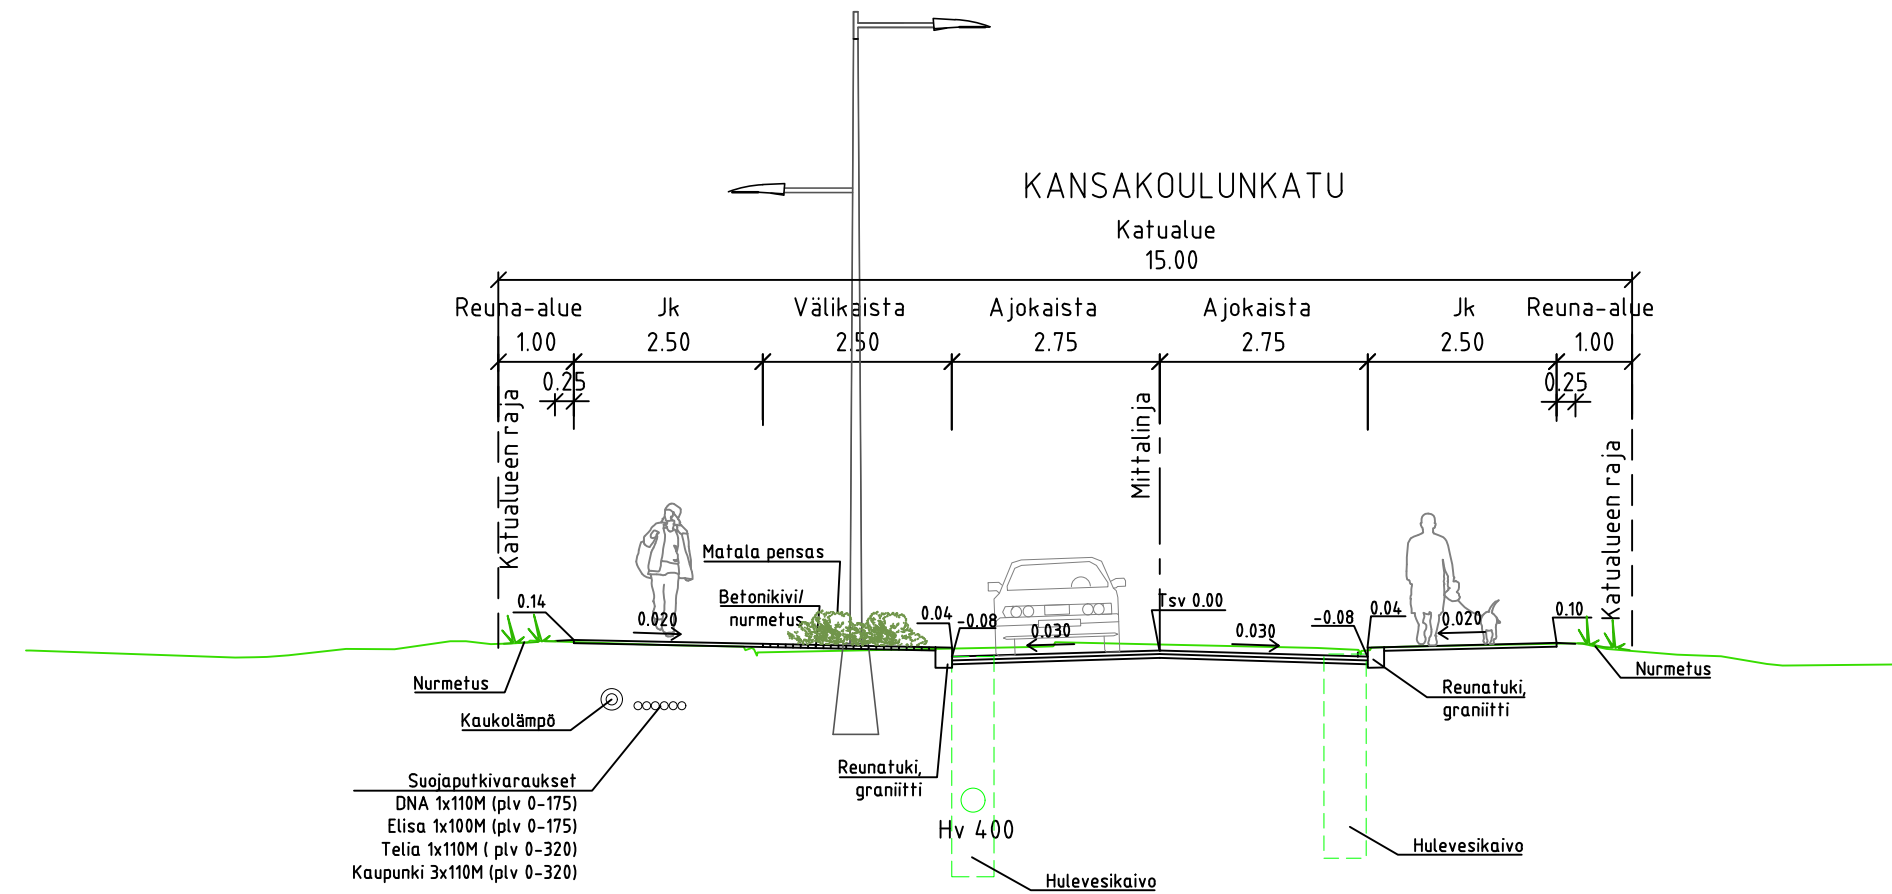 KANSAKOULUNKATU
Katualue
15.00
Reuna-alue Jk Välikaista Ajokaista Ajokaista Jk Reuna-alue
1.00 2.50 2.50 2.75 2.75 2.50 1.00
0.25 0.25
Katualueen raja
Mittalinja
Katualueen raja
Matala pensas
Betonikivi/
nurmetus
0.14 0.020 0.04 -0.08 0.030 Tsv 0.00 0.030 -0.08 0.04 0.020 0.10
Nurmetus
Nurmetus
Kaukolämpö
Reunatuki,
graniitti
Reunatuki,
graniitti
Suojaputkivaraukset
DNA 1x110M (plv 0-175)
Elisa 1x100M (plv 0-175)
Telia 1x110M ( plv 0-320)
Kaupunki 3x110M (plv 0-320)
Hv 400
Hulevesikaivo
Hulevesikaivo